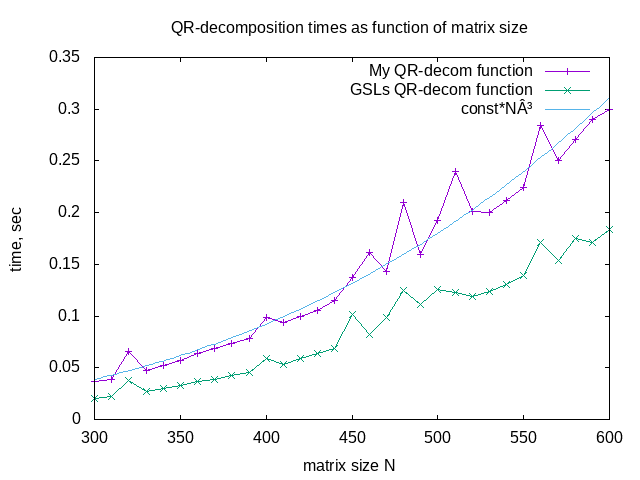 QR-decomposition times as function of matrix size
0.35
0.3
0.25
0.2
0.15
0.1
0.05
0
time, sec
My QR-decom function
GSLs QR-decom function
const*NÂ³
300 350 400 450 500 550 600
matrix size N